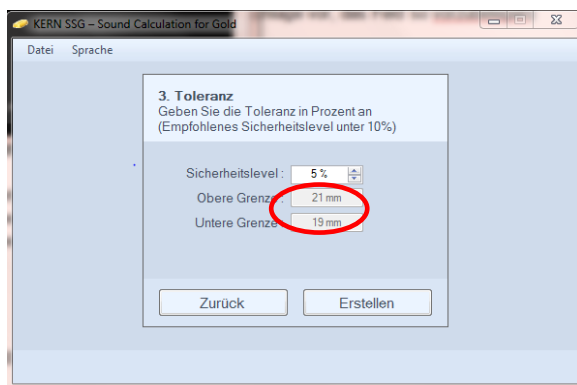 KERN SSG – Sound Calculation for Gold
Datei Sprache
3. Toleranz
Geben Sie die Toleranz in Prozent an
(Empfohlenes Sicherheitslevel unter 10%)
Sicherheitslevel : 5 %
Obere Grenze : 21 mm
Untere Grenze : 19 mm
Zurück Erstellen